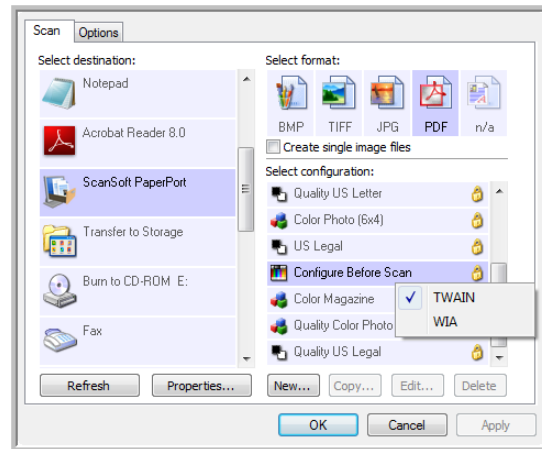 Scan
Options
Select destination:
Notepad
Acrobat Reader 8.0
ScanSoft PaperPort
Transfer to Storage
Burn to CD-ROM E:
Fax
Refresh
Properties...
Select format:
BMP
TIFF
JPG
PDF
n/a
Create single image files
Select configuration:
Quality US Letter
Color Photo (6x4)
US Legal
Configure Before Scan
Color Magazine
Quality Color Photo
Quality US Legal
TWAIN
WIA
New...
Copy...
Edit...
Delete
OK
Cancel
Apply